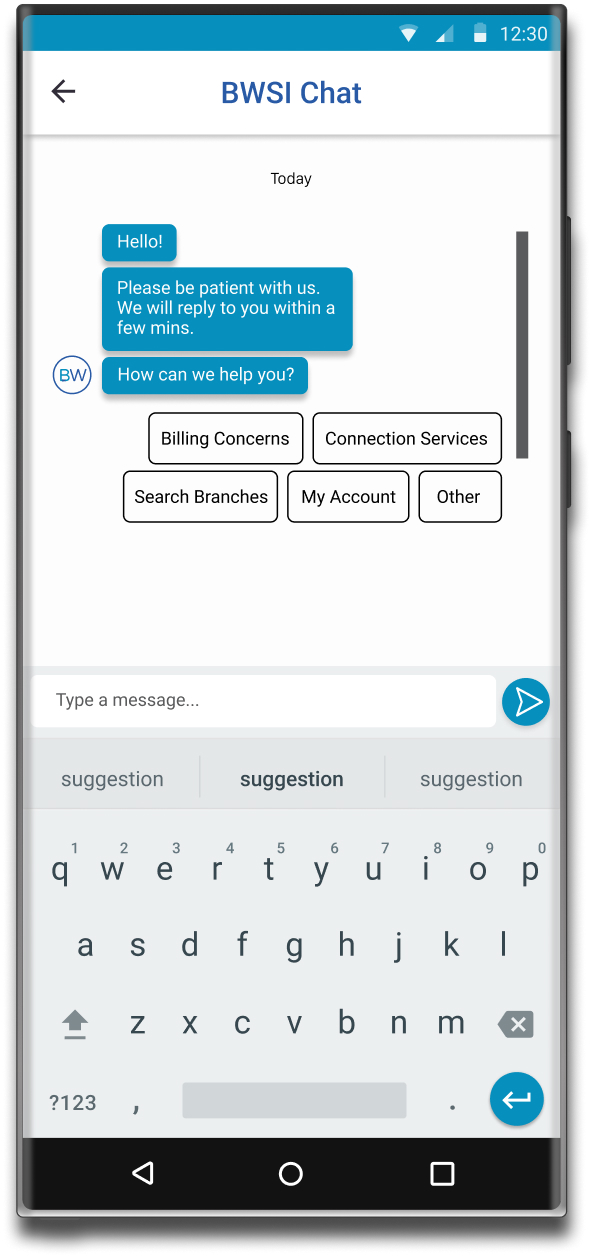 12:30
BWSI Chat
Today
Hello!
Please be patient with us.
We will reply to you within a
few mins.
BW
How can we help you?
Billing Concerns
Connection Services
Search Branches
My Account
Other
Type a message...
suggestion suggestion suggestion
1 2 3 4 5 6 7 8 9 0
q w e r t y u i o p
a s d f g h j k l
z x c v b n m
?123 , .